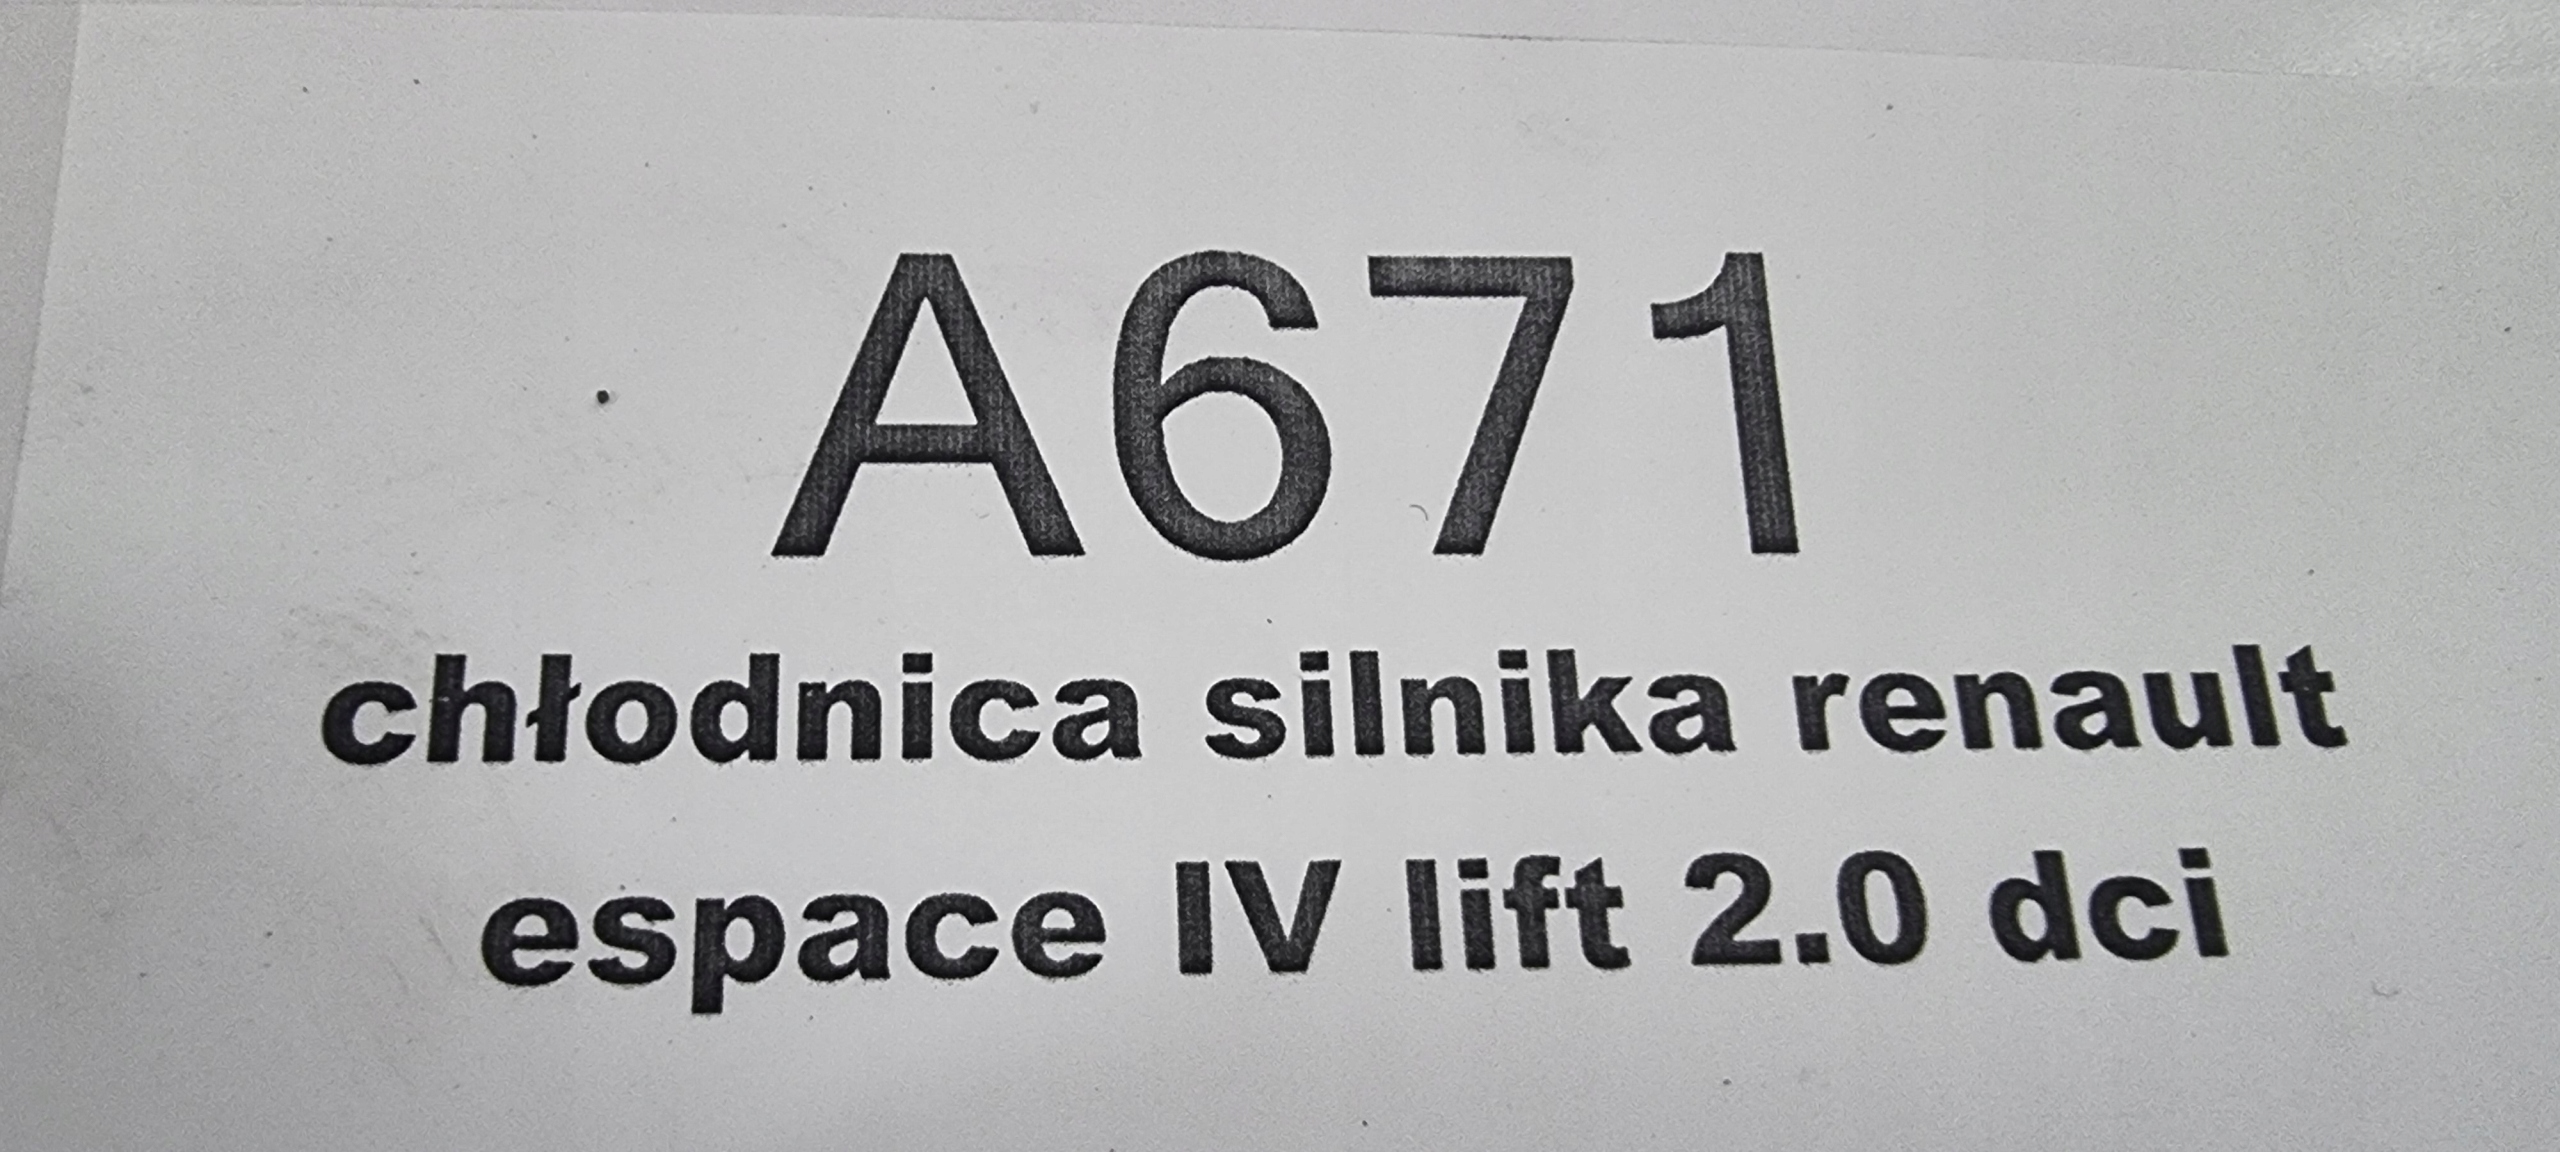 A671
chłodnica silnika renault
espace IV lift 2.0 dci